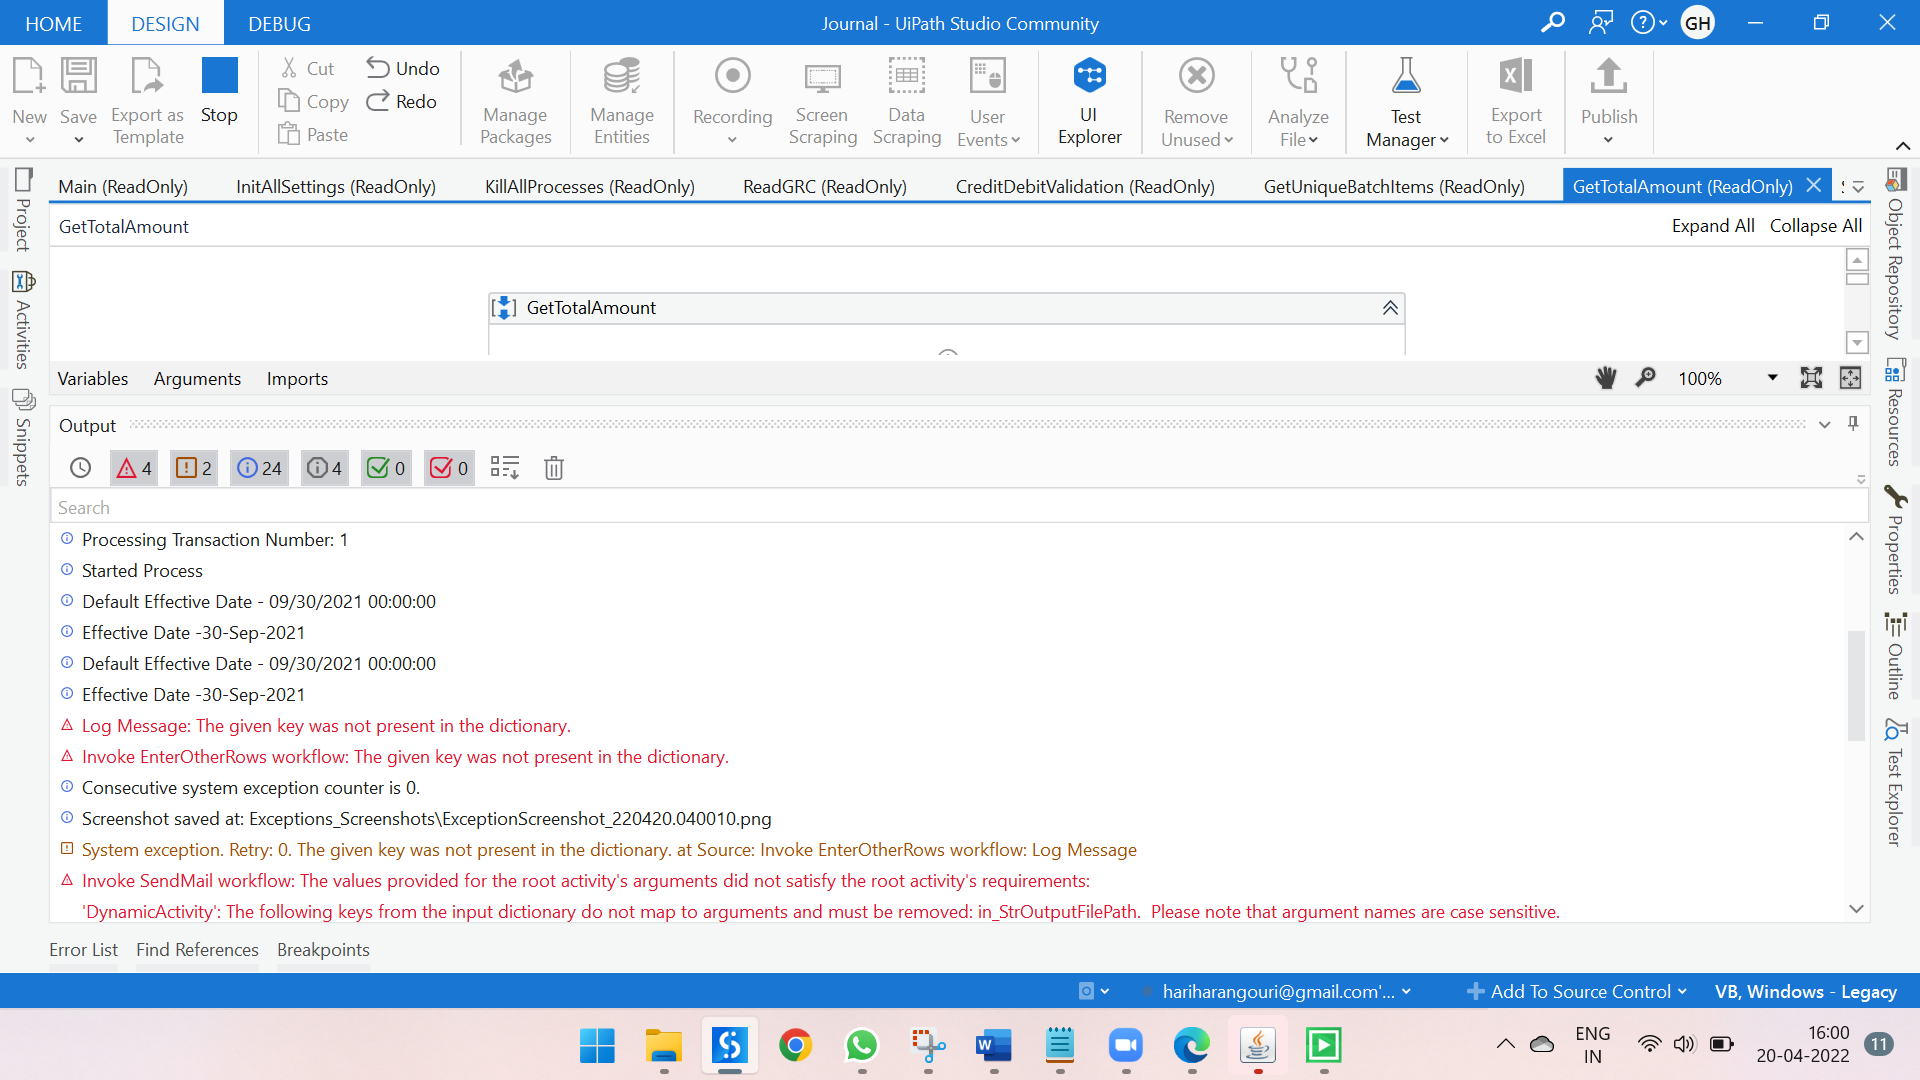 HOME DESIGN DEBUG Journal - UiPath Studio Community GH
New Save Export as Template Stop Cut Copy Paste Undo Redo Manage Packages Manage Entities Recording Screen Scraping Data Scraping User Events UI Explorer Remove Unused Analyze File Test Manager Export to Excel Publish
Main (ReadOnly) InitAllSettings (ReadOnly) KillAllProcesses (ReadOnly) ReadGRC (ReadOnly) CreditDebitValidation (ReadOnly) GetUniqueBatchItems (ReadOnly) GetTotalAmount (ReadOnly)
Project
Activities
Snippets
GetTotalAmount Expand All Collapse All
GetTotalAmount
Variables Arguments Imports 100%
Output
4 2 24 4 0 0
Search
Processing Transaction Number: 1
Started Process
Default Effective Date - 09/30/2021 00:00:00
Effective Date -30-Sep-2021
Default Effective Date - 09/30/2021 00:00:00
Effective Date -30-Sep-2021
Log Message: The given key was not present in the dictionary.
Invoke EnterOtherRows workflow: The given key was not present in the dictionary.
Consecutive system exception counter is 0.
Screenshot saved at: Exceptions_Screenshots\ExceptionScreenshot_220420.040010.png
System exception. Retry: 0. The given key was not present in the dictionary. at Source: Invoke EnterOtherRows workflow: Log Message
Invoke SendMail workflow: The values provided for the root activity's arguments did not satisfy the root activity's requirements:
'DynamicActivity': The following keys from the input dictionary do not map to arguments and must be removed: in_StrOutputFilePath.  Please note that argument names are case sensitive.
Error List Find References Breakpoints
Object Repository
Resources
Properties
Outline
Test Explorer
hariharangouri@gmail.com'... Add To Source Control VB, Windows - Legacy
ENG
IN
16:00
20-04-2022
11